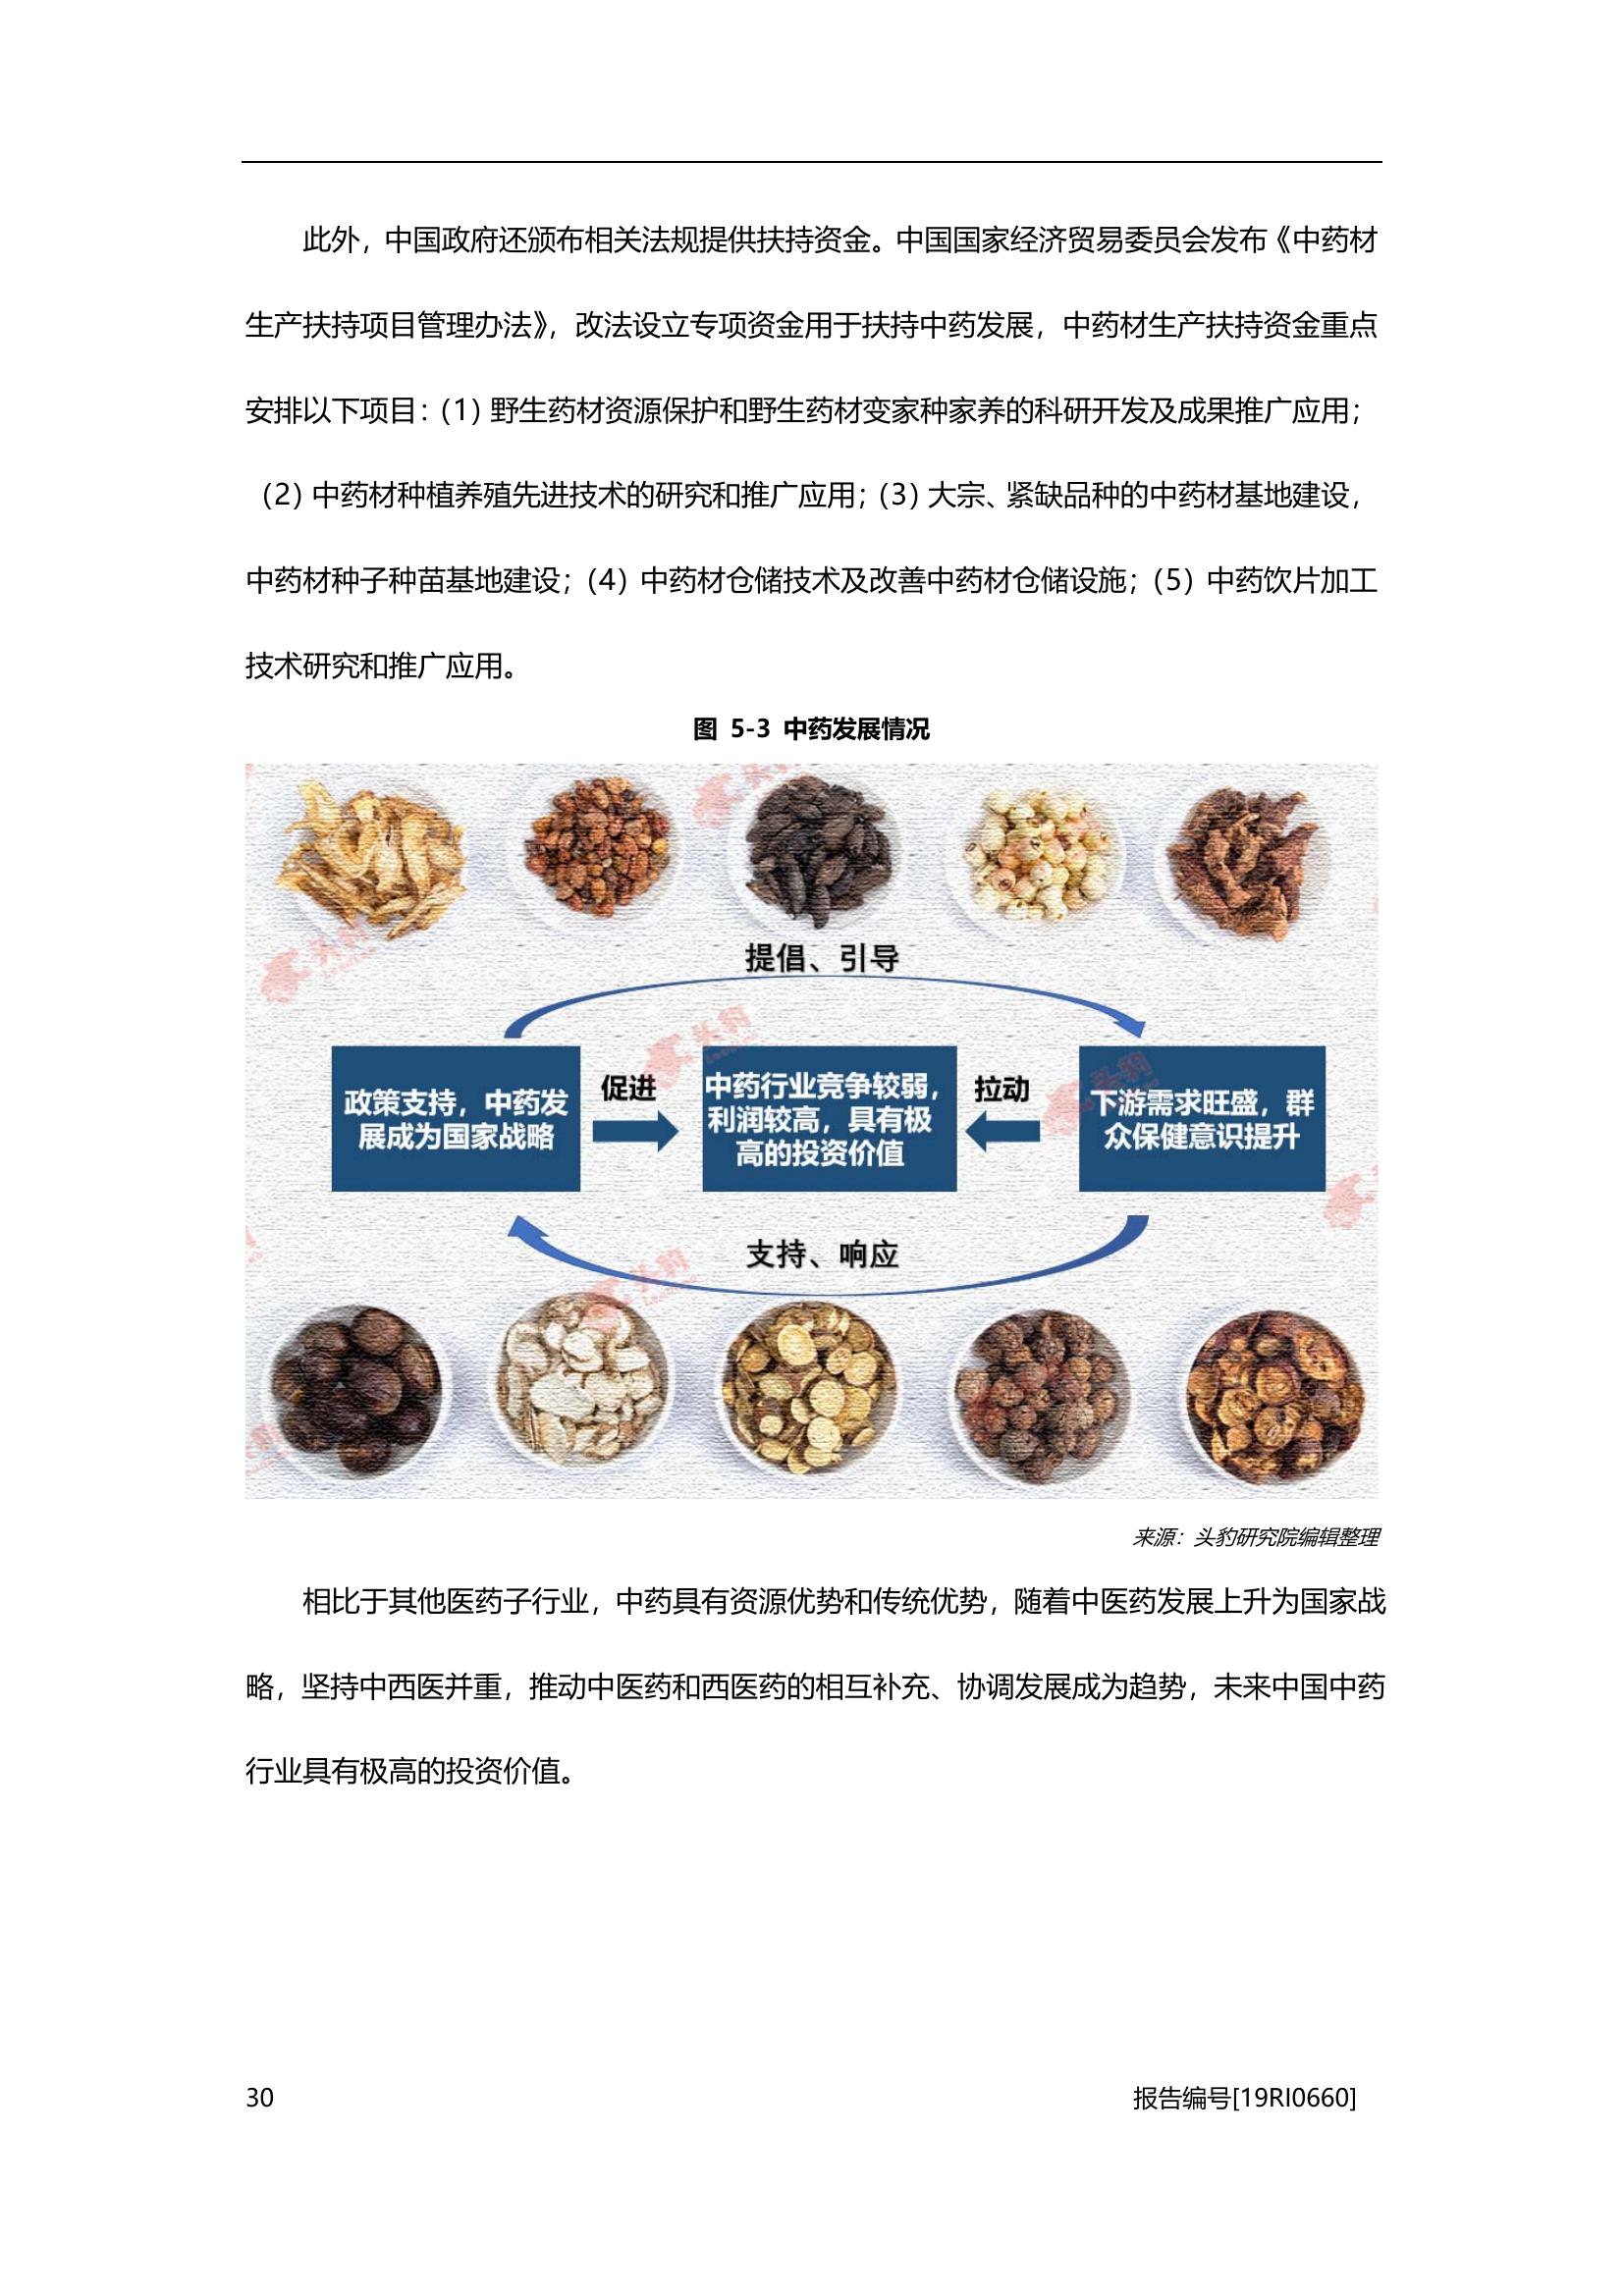 此外，中国政府还颁布相关法规提供扶持资金。中国国家经济贸易委员会发布《中药材
生产扶持项目管理办法》，改法设立专项资金用于扶持中药发展，中药材生产扶持资金重点
安排以下项目：（1）野生药材资源保护和野生药材变家种家养的科研开发及成果推广应用；
（2）中药材种植养殖先进技术的研究和推广应用；（3）大宗、紧缺品种的中药材基地建设，
中药材种子种苗基地建设；（4）中药材仓储技术及改善中药材仓储设施；（5）中药饮片加工
技术研究和推广应用。
图 5-3 中药发展情况
头豹
头豹
提倡、引导
头豹
政策支持，中药发
展成为国家战略
促进
中药行业竞争较弱，
利润较高，具有极
高的投资价值
拉动
头豹
下游需求旺盛，群
众保健意识提升
支持、响应
头豹
来源：头豹研究院编辑整理
相比于其他医药子行业，中药具有资源优势和传统优势，随着中医药发展上升为国家战
略，坚持中西医并重，推动中医药和西医药的相互补充、协调发展成为趋势，未来中国中药
行业具有极高的投资价值。
30
报告编号[19RI0660]